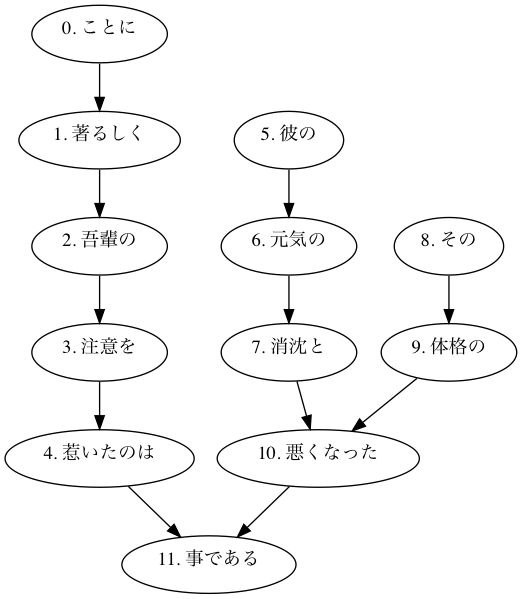 0. ことに
1. 著るしく
5. 彼の
2. 吾輩の
6. 元気の
8. その
3. 注意を
7. 消沈と
9. 体格の
4. 惹いたのは
10. 悪くなった
11. 事である